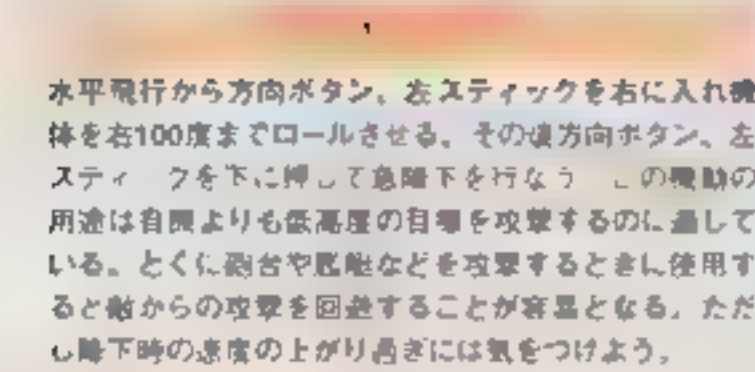 水平飛行から方向ボタン、左スティックを右に入れ機
体を右100度までロールさせる。その後方向ボタン、左
スティックを下に押して急降下を行なう。この機動の
用途は自機よりも低高度の目標を攻撃するのに適して
いる。とくに砲台や艦艇などを攻撃するときに使用す
ると敵からの攻撃を回避することが容易となる。ただ
し降下時の速度の上がり過ぎには気をつけよう。